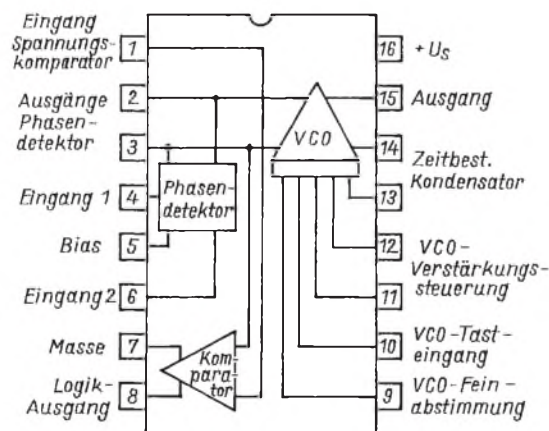 Eingang
Spannungs-
komparator
1
Ausgänge
Phasen-
detektor
2
3
Eingang 1
4
Bias
5
Eingang 2
6
Masse
7
Logik-
Ausgang
8
Phasen-
detektor
Kom-
parator
VCO
16
+Us
15
Ausgang
14
Zeitbest.
Kondensator
13
12
VCO-
Verstärkungs-
steuerung
11
10
VCO-Tast-
eingang
9
VCO-Fein-
abstimmung